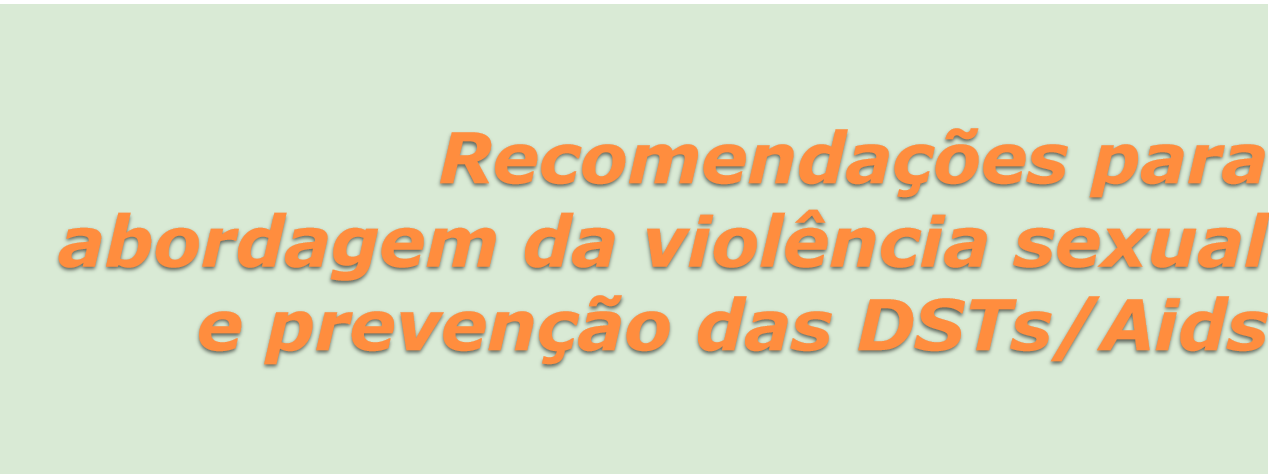 Recomendações para
abordagem da violência sexual
e prevenção das DSTs/Aids